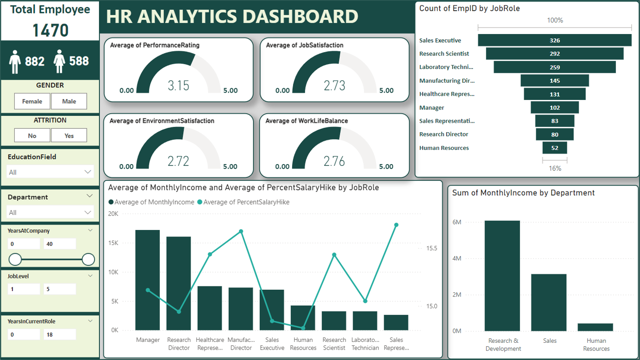 Total Employee
1470
882
588
GENDER
Female
Male
ATTRITION
No
Yes
EducationField
All
Department
All
YearsAtCompany
0
40
JobLevel
1
5
YearsInCurrentRole
0
18
HR ANALYTICS DASHBOARD
Average of PerformanceRating
3.15
0.00
5.00
Average of JobSatisfaction
2.73
0.00
5.00
Average of EnvironmentSatisfaction
2.72
0.00
5.00
Average of WorkLifeBalance
2.76
0.00
5.00
Count of EmpID by JobRole
100%
Sales Executive
326
Research Scientist
292
Laboratory Techni...
259
Manufacturing Dir...
145
Healthcare Repres...
131
Manager
102
Sales Representati...
83
Research Director
80
Human Resources
52
16%
Average of MonthlyIncome and Average of PercentSalaryHike by JobRole
Average of MonthlyIncome
Average of PercentSalaryHike
20K
15K
10K
5K
0K
15.5
15.0
Manager
Research
Director
Healthcare
Represe...
Manufac...
Director
Sales
Executive
Human
Resources
Research
Scientist
Laborato...
Technician
Sales
Represe...
Sum of MonthlyIncome by Department
6M
4M
2M
0M
Research &
Development
Sales
Human
Resources